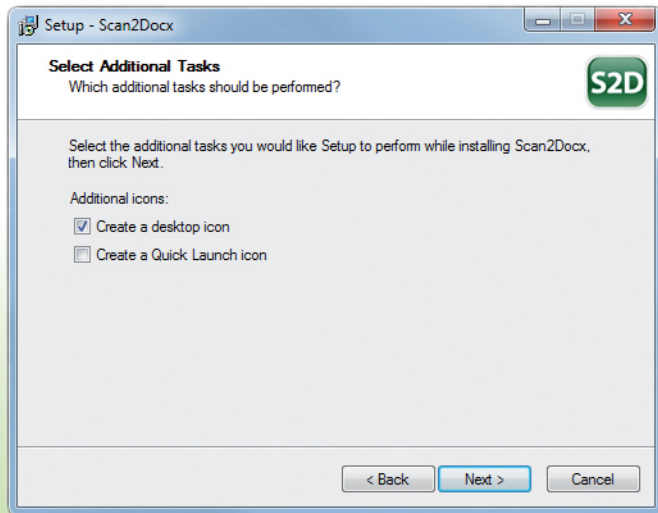 Setup - Scan2Docx
Select Additional Tasks
Which additional tasks should be performed?
S2D
Select the additional tasks you would like Setup to perform while installing Scan2Docx,
then click Next.
Additional icons:
Create a desktop icon
Create a Quick Launch icon
< Back
Next >
Cancel